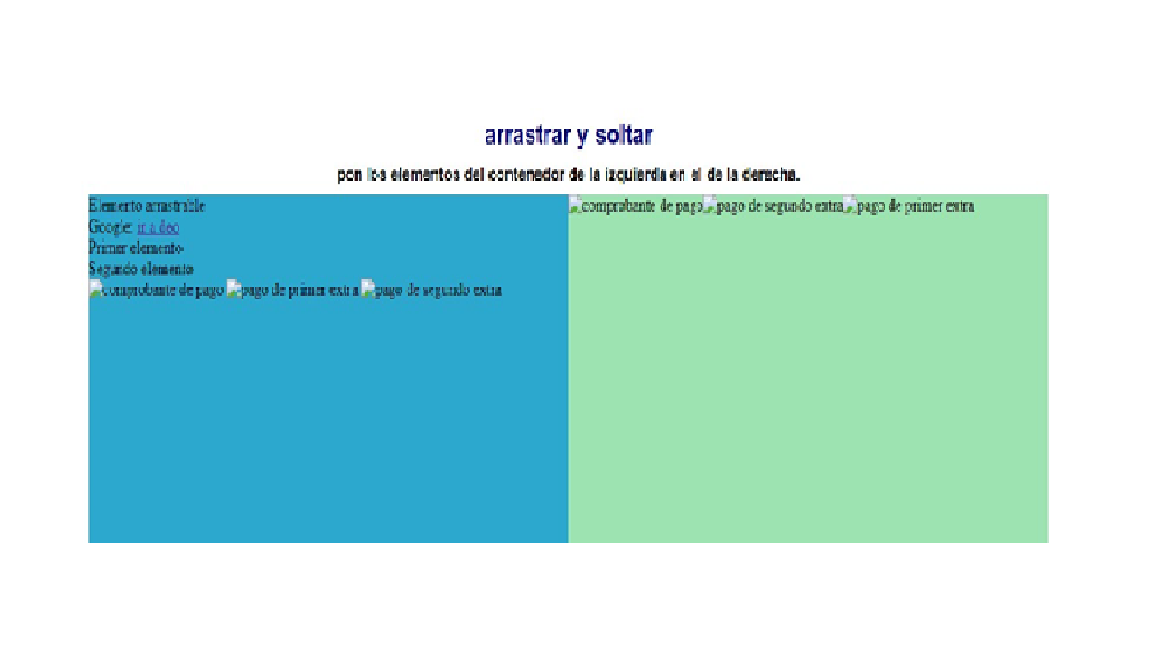 arrastrar y soltar
pon los elementos del contenedor de la izquierda en el de la derecha.
Elemento arrastrable
Google:
Primer elemento
Segundo elemento
comprobante de pago pago de primer extra pago de segundo extra
comprobante de pago pago de segundo extra pago de primer extra